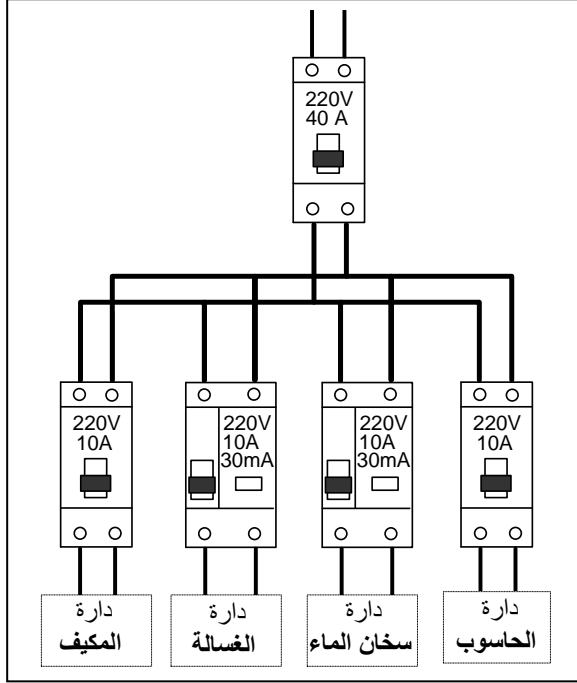 220V
40 A
220V
10A
220V
10A
30mA
220V
10A
30mA
220V
10A
دارة
المكيف
دارة
الغسالة
دارة
سخان الماء
دارة
الحاسوب